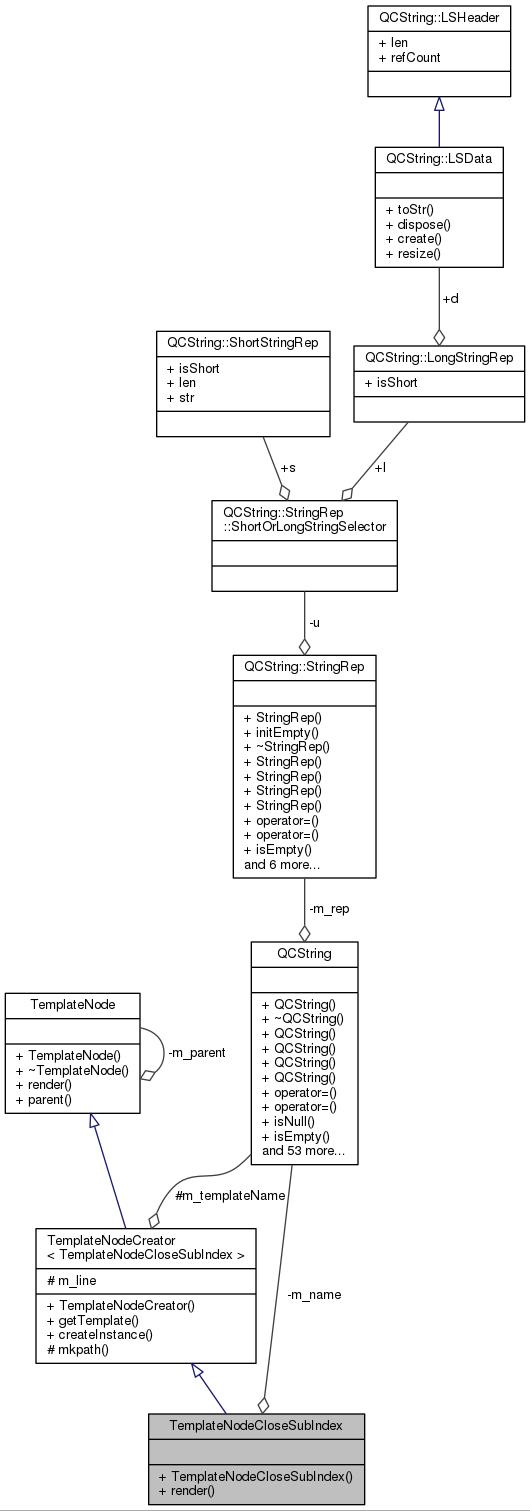 QCString::LSHeader
+ len
+ refCount
QCString::LSData
+ toStr()
+ dispose()
+ create()
+ resize()
+d
QCString::ShortStringRep
+ isShort
+ len
+ str
QCString::LongStringRep
+ isShort
+s
+l
QCString::StringRep
::ShortOrLongStringSelector
-u
QCString::StringRep
+ StringRep()
+ initEmpty()
+ ~StringRep()
+ StringRep()
+ StringRep()
+ StringRep()
+ StringRep()
+ operator=()
+ operator=()
+ isEmpty()
and 6 more...
-m_rep
QCString
+ QCString()
+ ~QCString()
+ QCString()
+ QCString()
+ QCString()
+ QCString()
+ operator=()
+ operator=()
+ isNull()
+ isEmpty()
and 53 more...
TemplateNode
+ TemplateNode()
+ ~TemplateNode()
+ render()
+ parent()
-m_parent
#m_templateName
TemplateNodeCreator
< TemplateNodeCloseSubIndex >
# m_line
+ TemplateNodeCreator()
+ getTemplate()
+ createInstance()
# mkpath()
-m_name
TemplateNodeCloseSubIndex
+ TemplateNodeCloseSubIndex()
+ render()